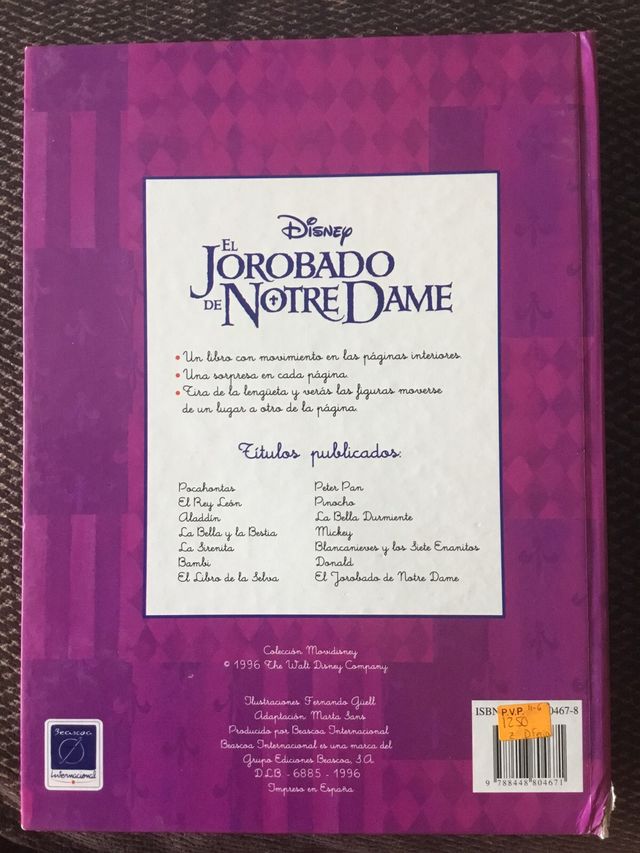 Disney
EL
JOROBADO
DE NOTRE DAME
• Un libro con movimiento en las páginas interiores.
• Una sorpresa en cada página.
• Tira de la lengüeta y verás las figuras moverse
de un lugar a otro de la página.
Títulos publicados:
Pocahontas
El Rey León
Aladdín
La Bella y la Bestia
La Sirenita
Bambi
El Libro de la Selva
Peter Pan
Pinocho
La Bella Durmiente
Mickey
Blancanieves y los Siete Enanitos
Donald
El Jorobado de Notre Dame
Colección Movidisney
© 1996 The Walt Disney Company
Ilustraciones Fernando Güell
Adaptación Marta Sans
Producido por Beascoa Internacional
Beascoa Internacional es una marca del
Grupo Ediciones Beascoa, S.A.
D.L.B. - 6885 - 1996
Impreso en España
Beascoa
Internacional
ISBN 0467-8
P.V.P. 11-6
1250
9 788448 804671